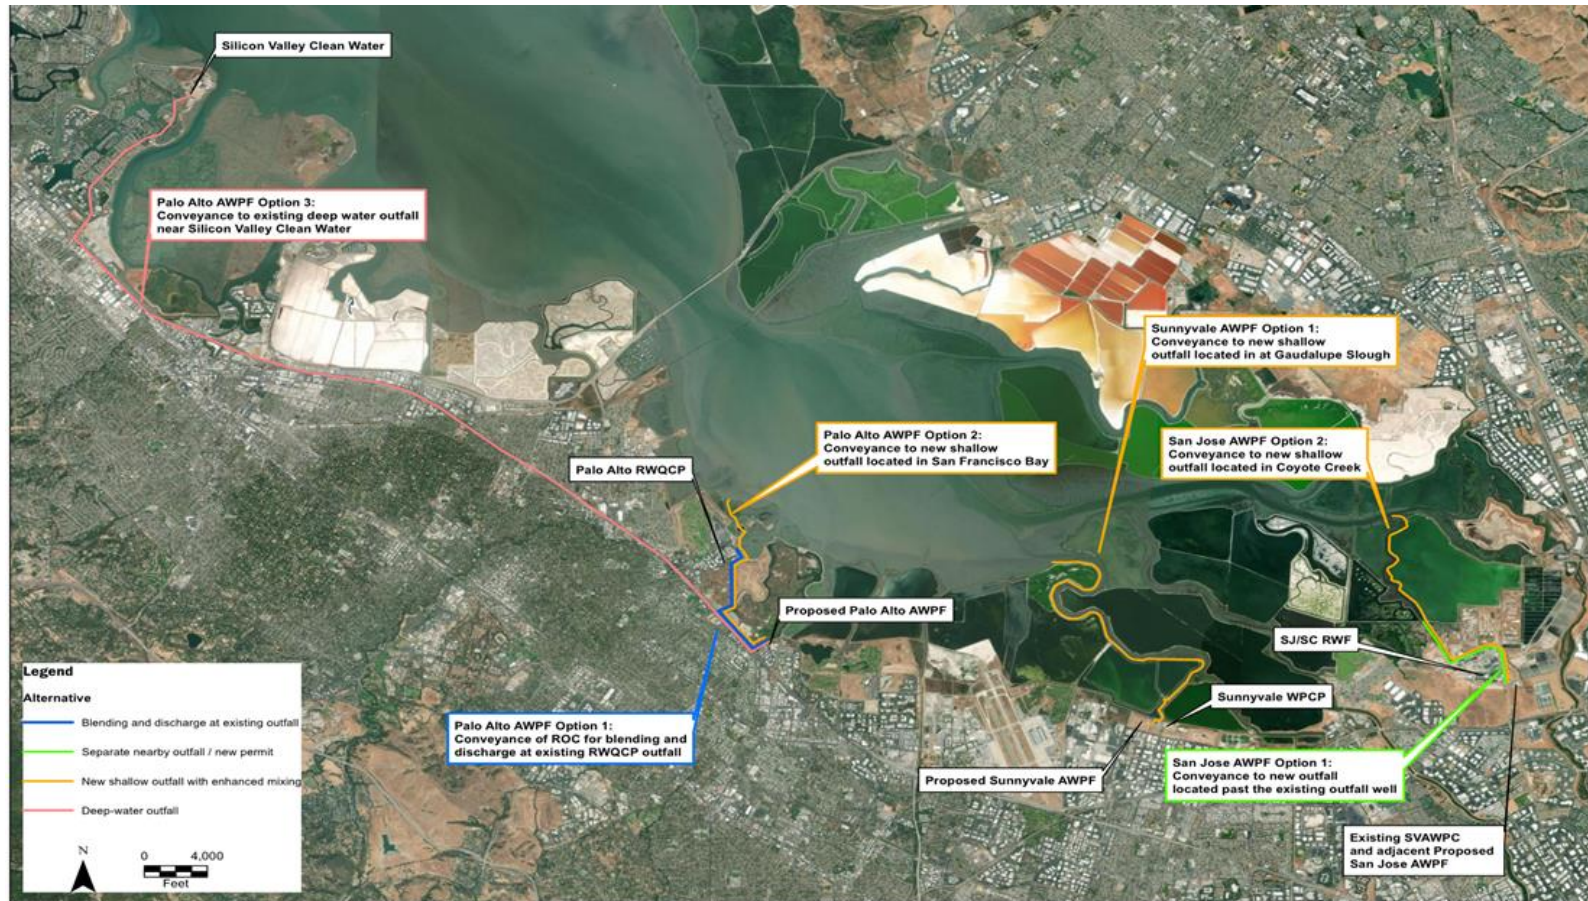 Silicon Valley Clean Water
Palo Alto AWPF Option 3:
Conveyance to existing deep water outfall
near Silicon Valley Clean Water
Sunnyvale AWPF Option 1:
Conveyance to new shallow
outfall located in at Gaudalupe Slough
Palo Alto AWPF Option 2:
Conveyance to new shallow
outfall located in San Francisco Bay
San Jose AWPF Option 2:
Conveyance to new shallow
outfall located in Coyote Creek
Palo Alto RWQCP
Proposed Palo Alto AWPF
SJ/SC RWF
Sunnyvale WPCP
Palo Alto AWPF Option 1:
Conveyance of ROC for blending and
discharge at existing RWQCP outfall
Proposed Sunnyvale AWPF
San Jose AWPF Option 1:
Conveyance to new outfall
located past the existing outfall well
Existing SVAWPC
and adjacent Proposed
San Jose AWPF
Legend
Alternative
Blending and discharge at existing outfall
Separate nearby outfall / new permit
New shallow outfall with enhanced mixing
Deep-water outfall
N
0 4,000
Feet